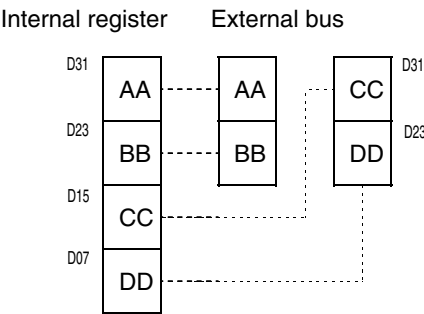 Internal register External bus
D31 AA AA CC D31
D23 BB BB DD D23
D15 CC
D07 DD